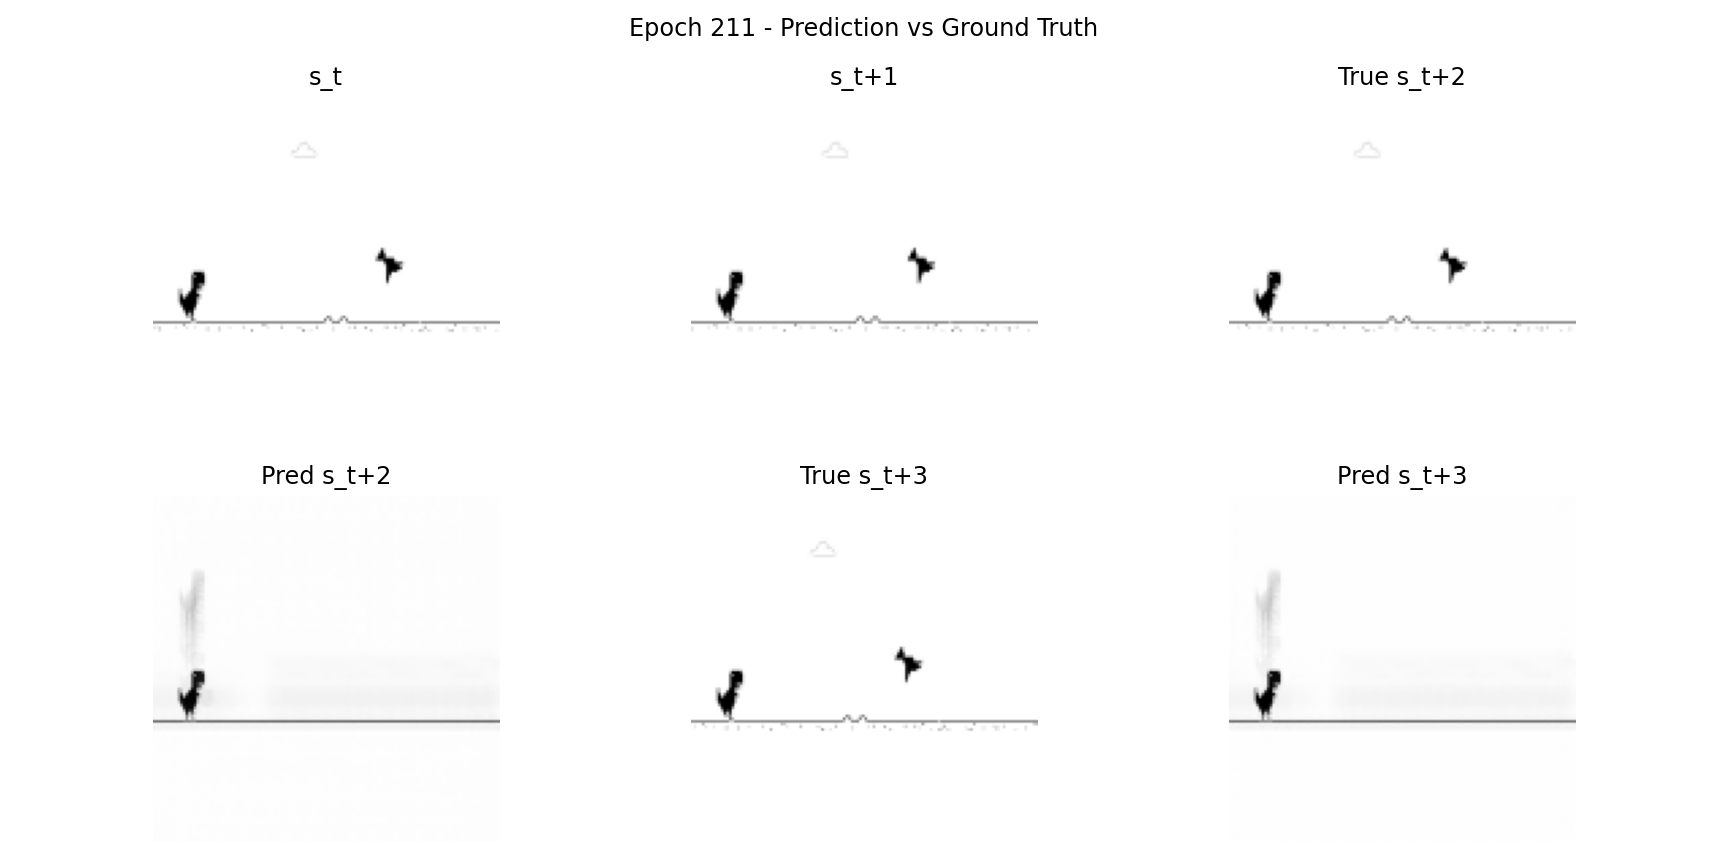 Epoch 211 - Prediction vs Ground Truth
s_t
s_t+1
True s_t+2
Pred s_t+2
True s_t+3
Pred s_t+3